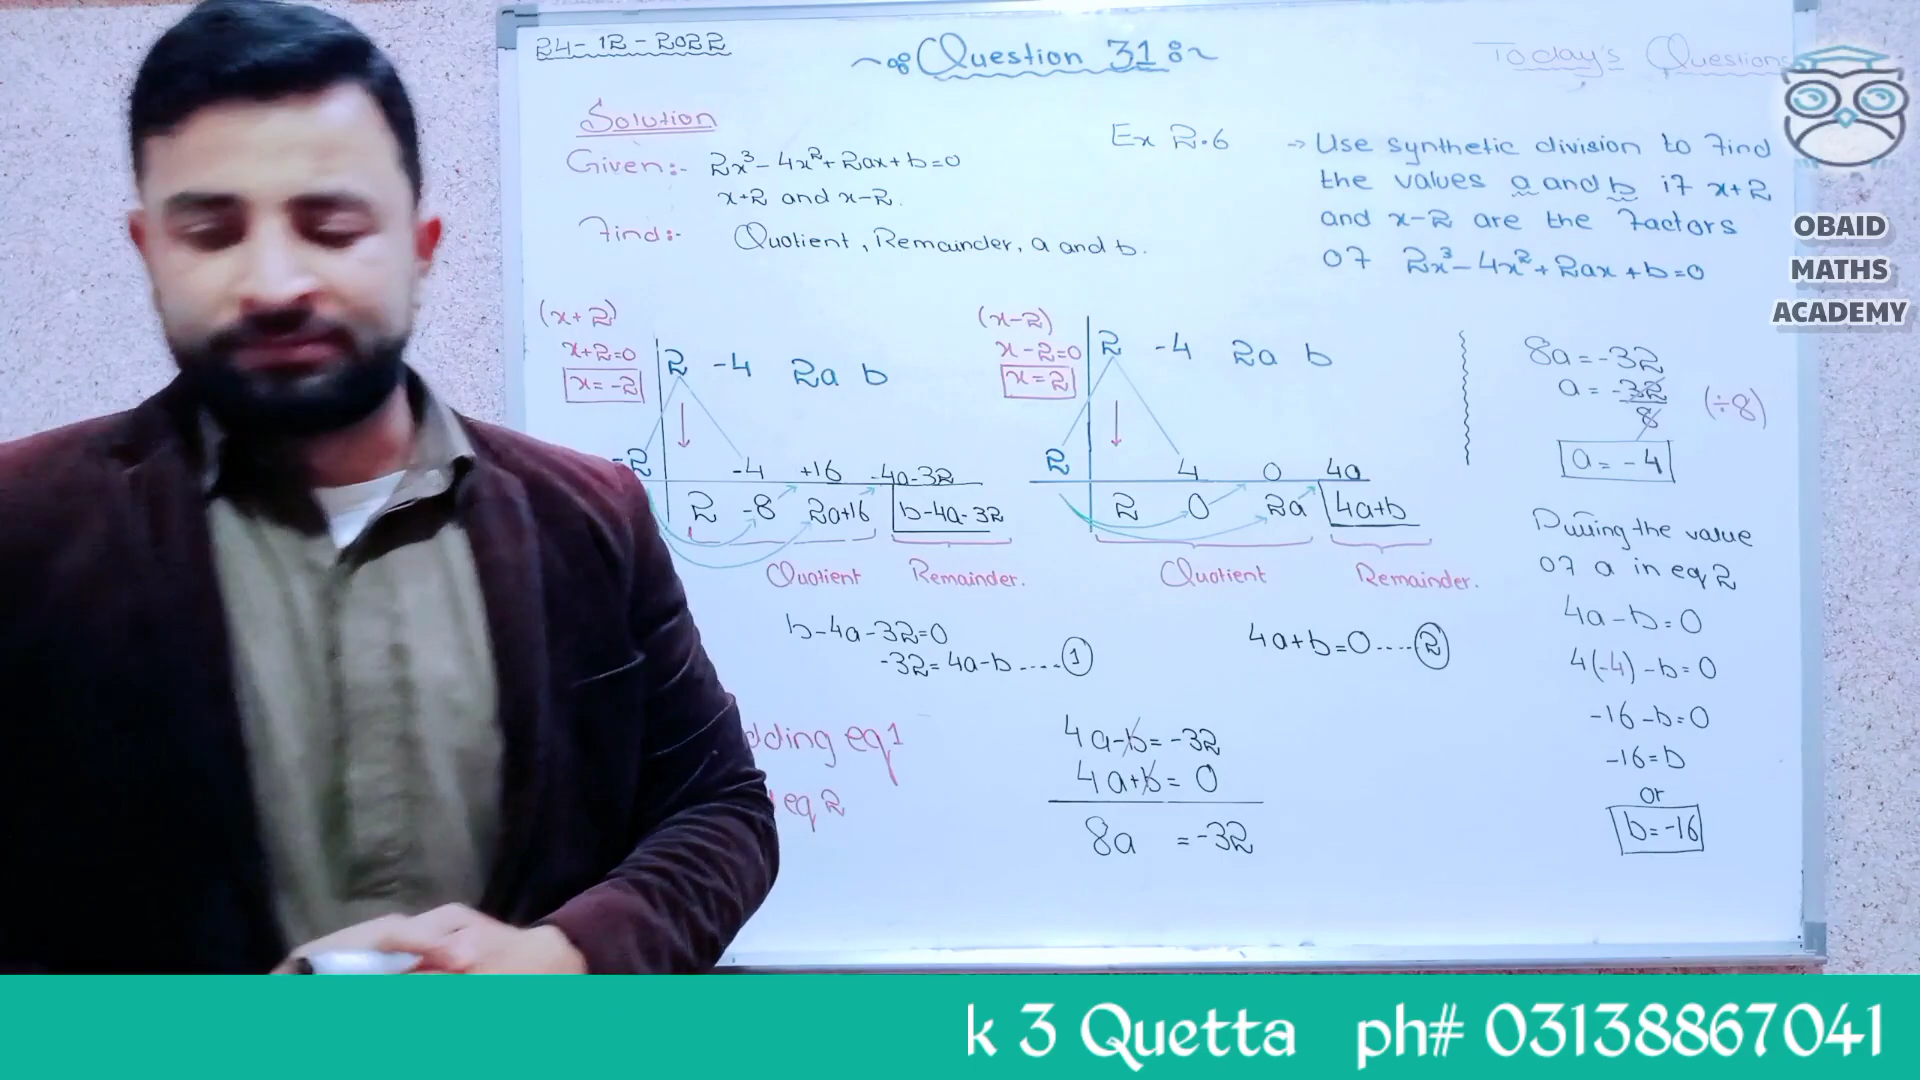 24-12-2022
Question 31
Today's Questions
Solution
Given:- 2x³-4x²+2ax+b=0
x+2 and x-2.
Find:- Quotient, Remainder, a and b.
Ex 2.6
→ Use synthetic division to find
the values a and b if x+2
and x-2 are the factors
of 2x³-4x²+2ax+b=0
OBAID
MATHS
ACADEMY
(x+2)
x+2=0
x=-2
2 -4 2a b
-2 -4 +16 -4a-32
2 -8 2a+16 b-4a-32
Quotient Remainder.
b-4a-32=0
-32=4a-b ....①
(x-2)
x-2=0
x=2
2 -4 2a b
2 4 0 4a
2 0 2a 4a+b
Quotient Remainder.
4a+b=0....②
dding eq1
eq2
4a-b=-32
4a+b=0
8a =-32
8a=-32
a=-32/8 (÷8)
a=-4
Putting the value
of a in eq2
4a-b=0
4(-4)-b=0
-16-b=0
-16=b
or
b=-16
k 3 Quetta ph# 03138867041